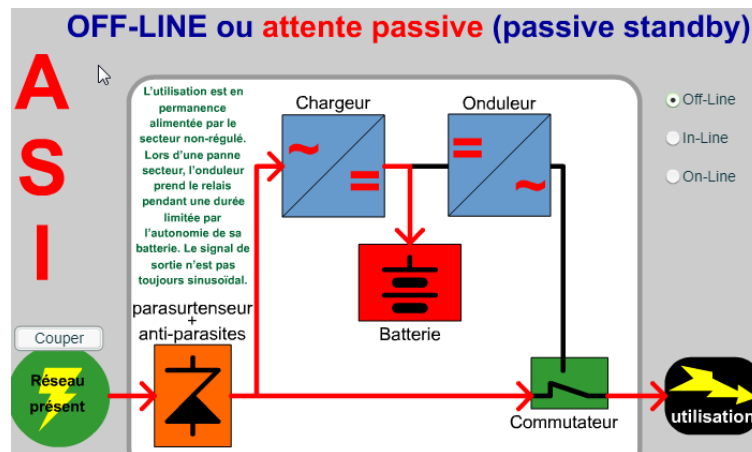 OFF-LINE ou attente passive (passive standby)
A
S
I
L'utilisation est en
permanence
alimentée par le
secteur non-régulé.
Lors d'une panne
secteur, l'onduleur
prend le relais
pendant une durée
limitée par
l'autonomie de sa
batterie. Le signal de
sortie n'est pas
toujours sinusoïdal.
Chargeur
Onduleur
Off-Line
In-Line
On-Line
Batterie
parasurtenseur
+
anti-parasites
Couper
Réseau
présent
Commutateur
utilisation